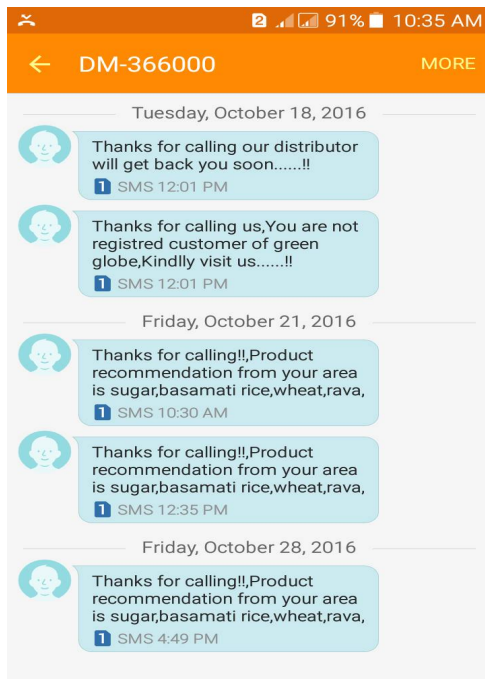 2 91% 10:35 AM
DM-366000 MORE
Tuesday, October 18, 2016
Thanks for calling our distributor
will get back you soon......!!
1 SMS 12:01 PM
Thanks for calling us,You are not
registred customer of green
globe,Kindlly visit us......!!
1 SMS 12:01 PM
Friday, October 21, 2016
Thanks for calling!!,Product
recommendation from your area
is sugar,basamati rice,wheat,rava,
1 SMS 10:30 AM
Thanks for calling!!,Product
recommendation from your area
is sugar,basamati rice,wheat,rava,
1 SMS 12:35 PM
Friday, October 28, 2016
Thanks for calling!!,Product
recommendation from your area
is sugar,basamati rice,wheat,rava,
1 SMS 4:49 PM